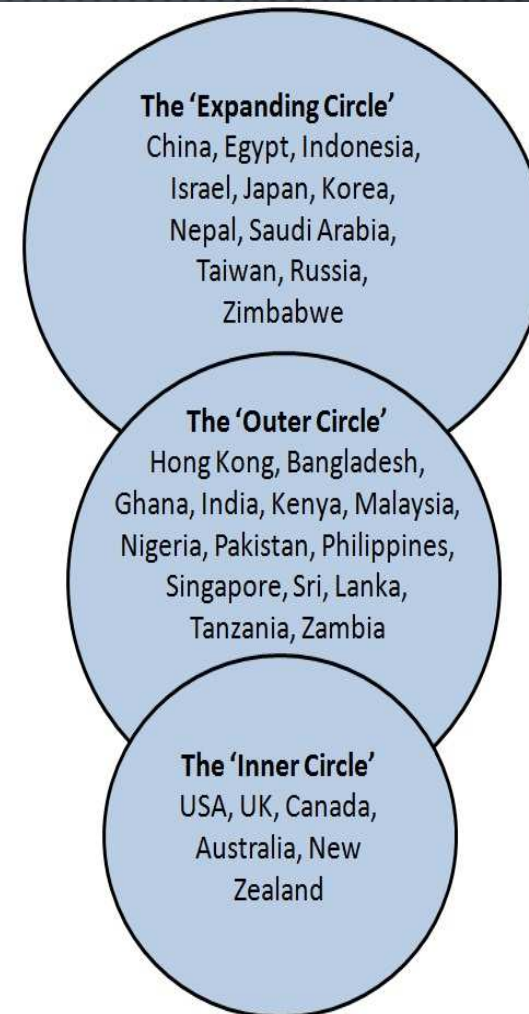 The ‘Expanding Circle’
China, Egypt, Indonesia,
Israel, Japan, Korea,
Nepal, Saudi Arabia,
Taiwan, Russia,
Zimbabwe
The ‘Outer Circle’
Hong Kong, Bangladesh,
Ghana, India, Kenya, Malaysia,
Nigeria, Pakistan, Philippines,
Singapore, Sri, Lanka,
Tanzania, Zambia
The ‘Inner Circle’
USA, UK, Canada,
Australia, New
Zealand